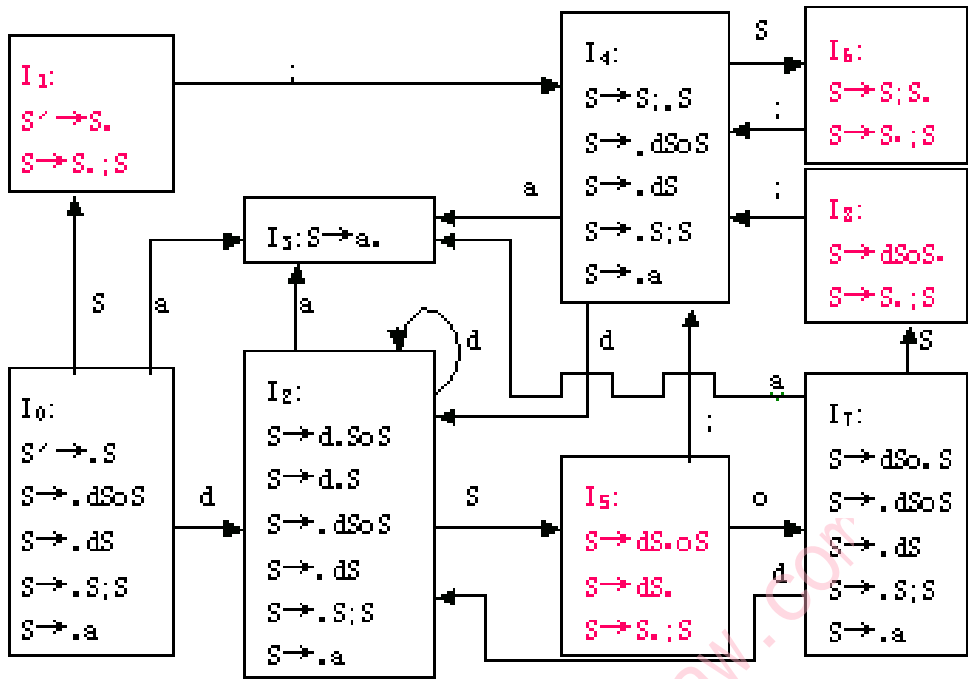 I₁:
S′→S.
S→S.;S
;
I₄:
S→S;.S
S→.dSoS
S→.dS
S→.S;S
S→.a
S
I₆:
S→S;S.
S→S.;S
;
;
I₈:
S→dSoS.
S→S.;S
a
I₃:S→a.
S
a
a
d
d
S
a
I₀:
S′→.S
S→.dSoS
S→.dS
S→.S;S
S→.a
d
I₂:
S→d.SoS
S→d.S
S→.dSoS
S→.dS
S→.S;S
S→.a
S
;
I₅:
S→dS.oS
S→dS.
S→S.;S
o
d
I₇:
S→dSo.S
S→.dSoS
S→.dS
S→.S;S
S→.a